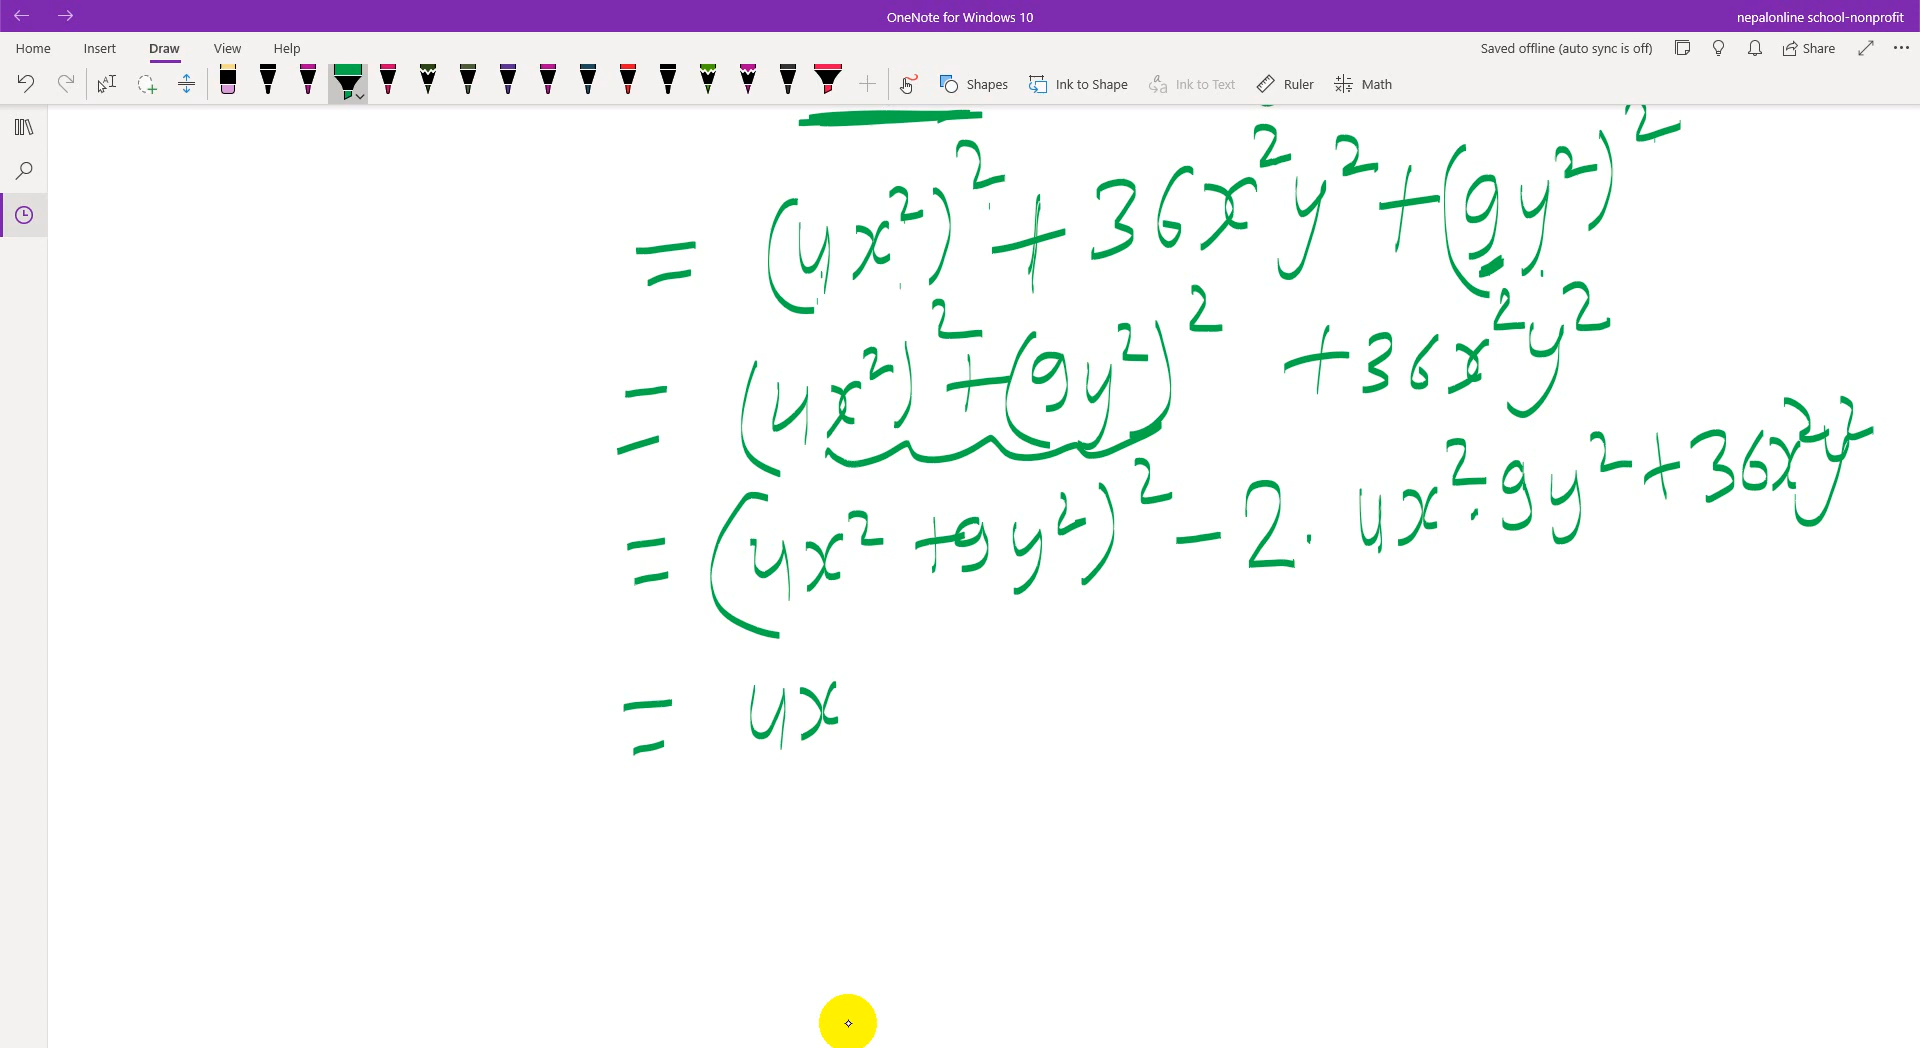 OneNote for Windows 10
nepalonline school-nonprofit
Home Insert Draw View Help
Saved offline (auto sync is off) Share
Shapes Ink to Shape Ink to Text Ruler Math
= (4x²)² + 36x²y² + (9y²)²
= (4x²)² + (9y²)² + 36x²y²
= (4x² + 9y²)² - 2. 4x². 9y² + 36x²y²
= 4x